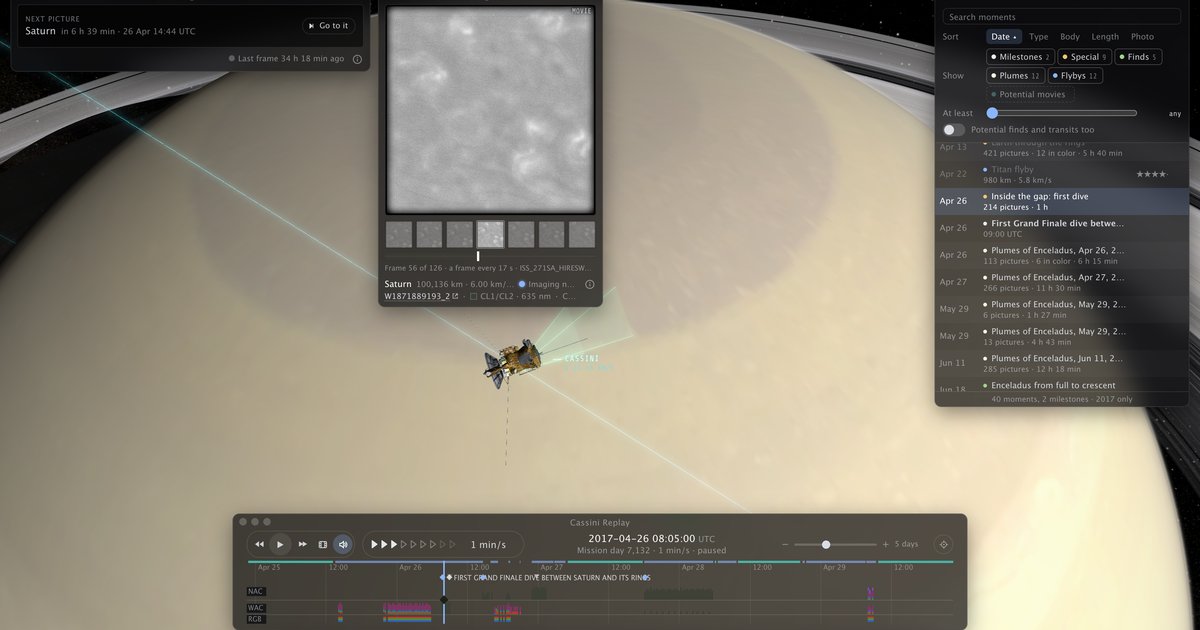 NEXT PICTURE
Saturn in 6 h 39 min · 26 Apr 14:44 UTC
Go to it
Last frame 34 h 18 min ago
MOVIE
Frame 56 of 126 · a frame every 17 s · ISS_271SA_HIRESW…
Saturn 100,136 km · 6.00 km/… Imaging n…
W1871889193_2 · CL1/CL2 · 635 nm · C…
CASSINI
Search moments
Sort Date Type Body Length Photo
Milestones 2 Special 9 Finds 5
Show Plumes 12 Flybys 12
Potential movies
At least any
Potential finds and transits too
Apr 13 Earth through the rings
421 pictures · 12 in color · 5 h 40 min
Apr 22 Titan flyby ★★★★·
980 km · 5.8 km/s
Apr 26 Inside the gap: first dive
214 pictures · 1 h
Apr 26 First Grand Finale dive betwe…
09:00 UTC
Apr 26 Plumes of Enceladus, Apr 26, 2…
113 pictures · 6 in color · 6 h 15 min
Apr 27 Plumes of Enceladus, Apr 27, 2…
266 pictures · 11 h 30 min
May 29 Plumes of Enceladus, May 29, 2…
6 pictures · 1 h 27 min
May 29 Plumes of Enceladus, May 29, 2…
13 pictures · 4 h 43 min
Jun 11 Plumes of Enceladus, Jun 11, 2…
285 pictures · 12 h 18 min
Jun 18 Enceladus from full to crescent
40 moments, 2 milestones · 2017 only
Cassini Replay
1 min/s
2017-04-26 08:05:00 UTC
Mission day 7,132 · 1 min/s · paused
− + 5 days
Apr 25 12:00 Apr 26 12:00 Apr 27 12:00 Apr 28 12:00 Apr 29 12:00
FIRST GRAND FINALE DIVE BETWEEN SATURN AND ITS RINGS
NAC
WAC
RGB